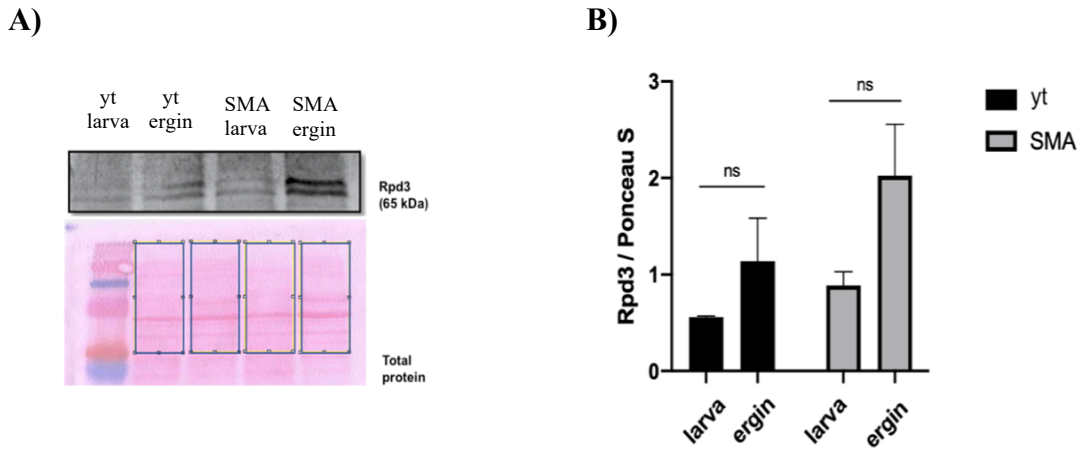 A)
yt
larva
yt
ergin
SMA
larva
SMA
ergin
Rpd3
(65 kDa)
Total
protein
B)
Rpd3 / Ponceau S
3
2
1
0
ns
ns
larva
ergin
larva
ergin
yt
SMA